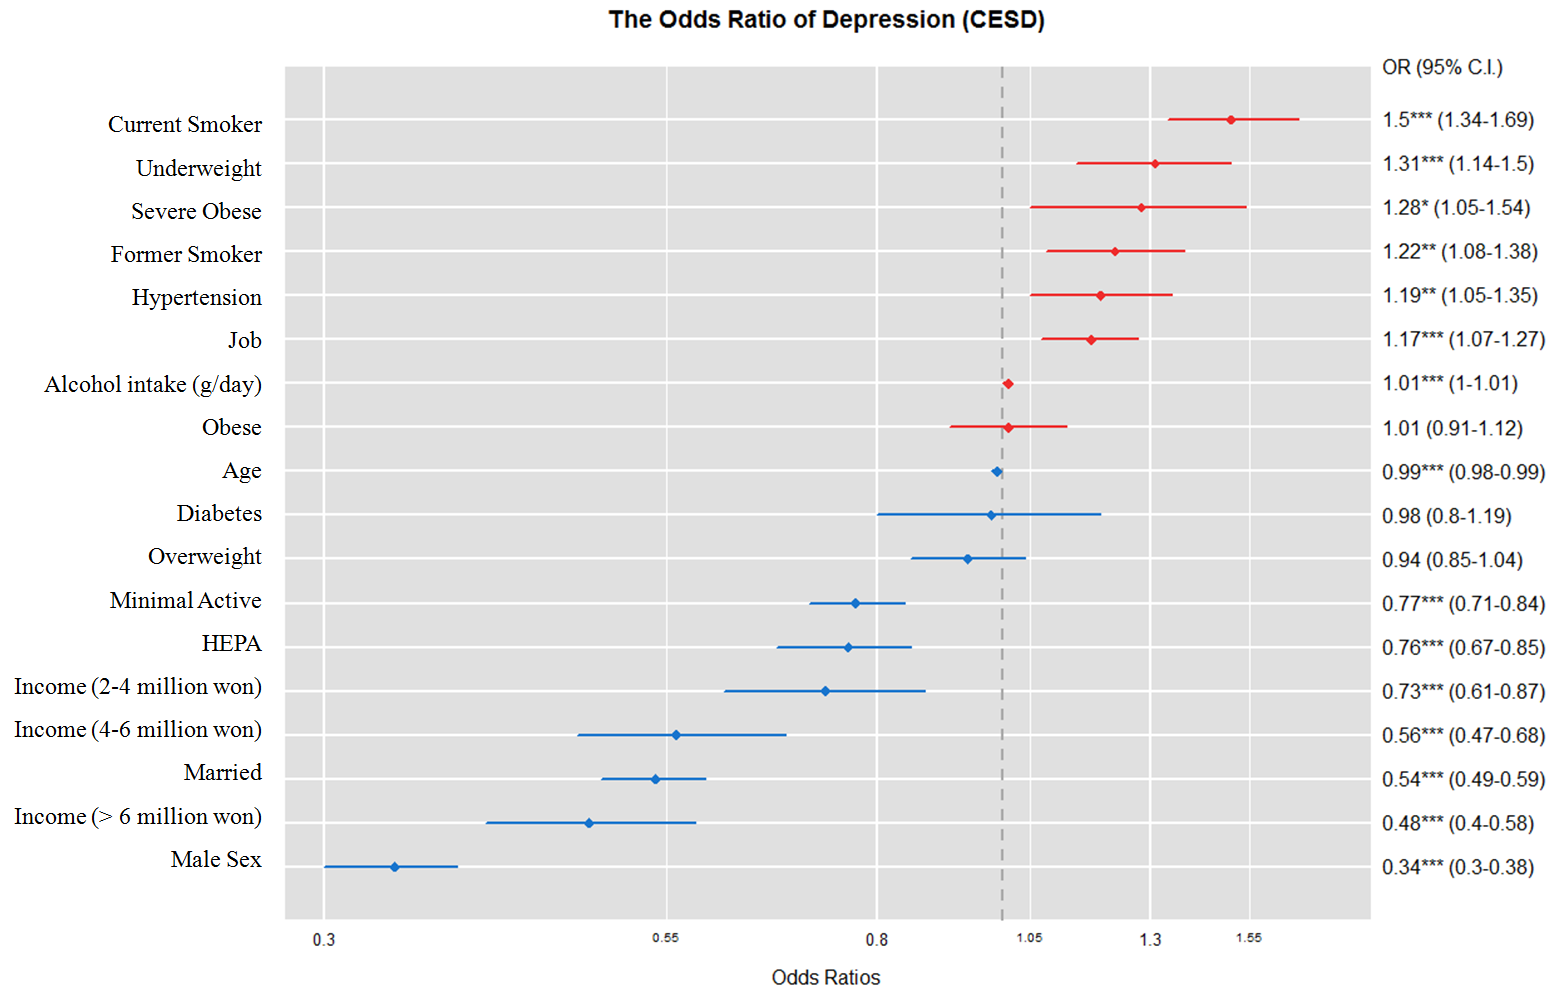 The Odds Ratio of Depression (CESD)
OR (95% C.I.)
Current Smoker 1.5*** (1.34-1.69)
Underweight 1.31*** (1.14-1.5)
Severe Obese 1.28* (1.05-1.54)
Former Smoker 1.22** (1.08-1.38)
Hypertension 1.19** (1.05-1.35)
Job 1.17*** (1.07-1.27)
Alcohol intake (g/day) 1.01*** (1-1.01)
Obese 1.01 (0.91-1.12)
Age 0.99*** (0.98-0.99)
Diabetes 0.98 (0.8-1.19)
Overweight 0.94 (0.85-1.04)
Minimal Active 0.77*** (0.71-0.84)
HEPA 0.76*** (0.67-0.85)
Income (2-4 million won) 0.73*** (0.61-0.87)
Income (4-6 million won) 0.56*** (0.47-0.68)
Married 0.54*** (0.49-0.59)
Income (> 6 million won) 0.48*** (0.4-0.58)
Male Sex 0.34*** (0.3-0.38)
0.3 0.55 0.8 1.05 1.3 1.55
Odds Ratios